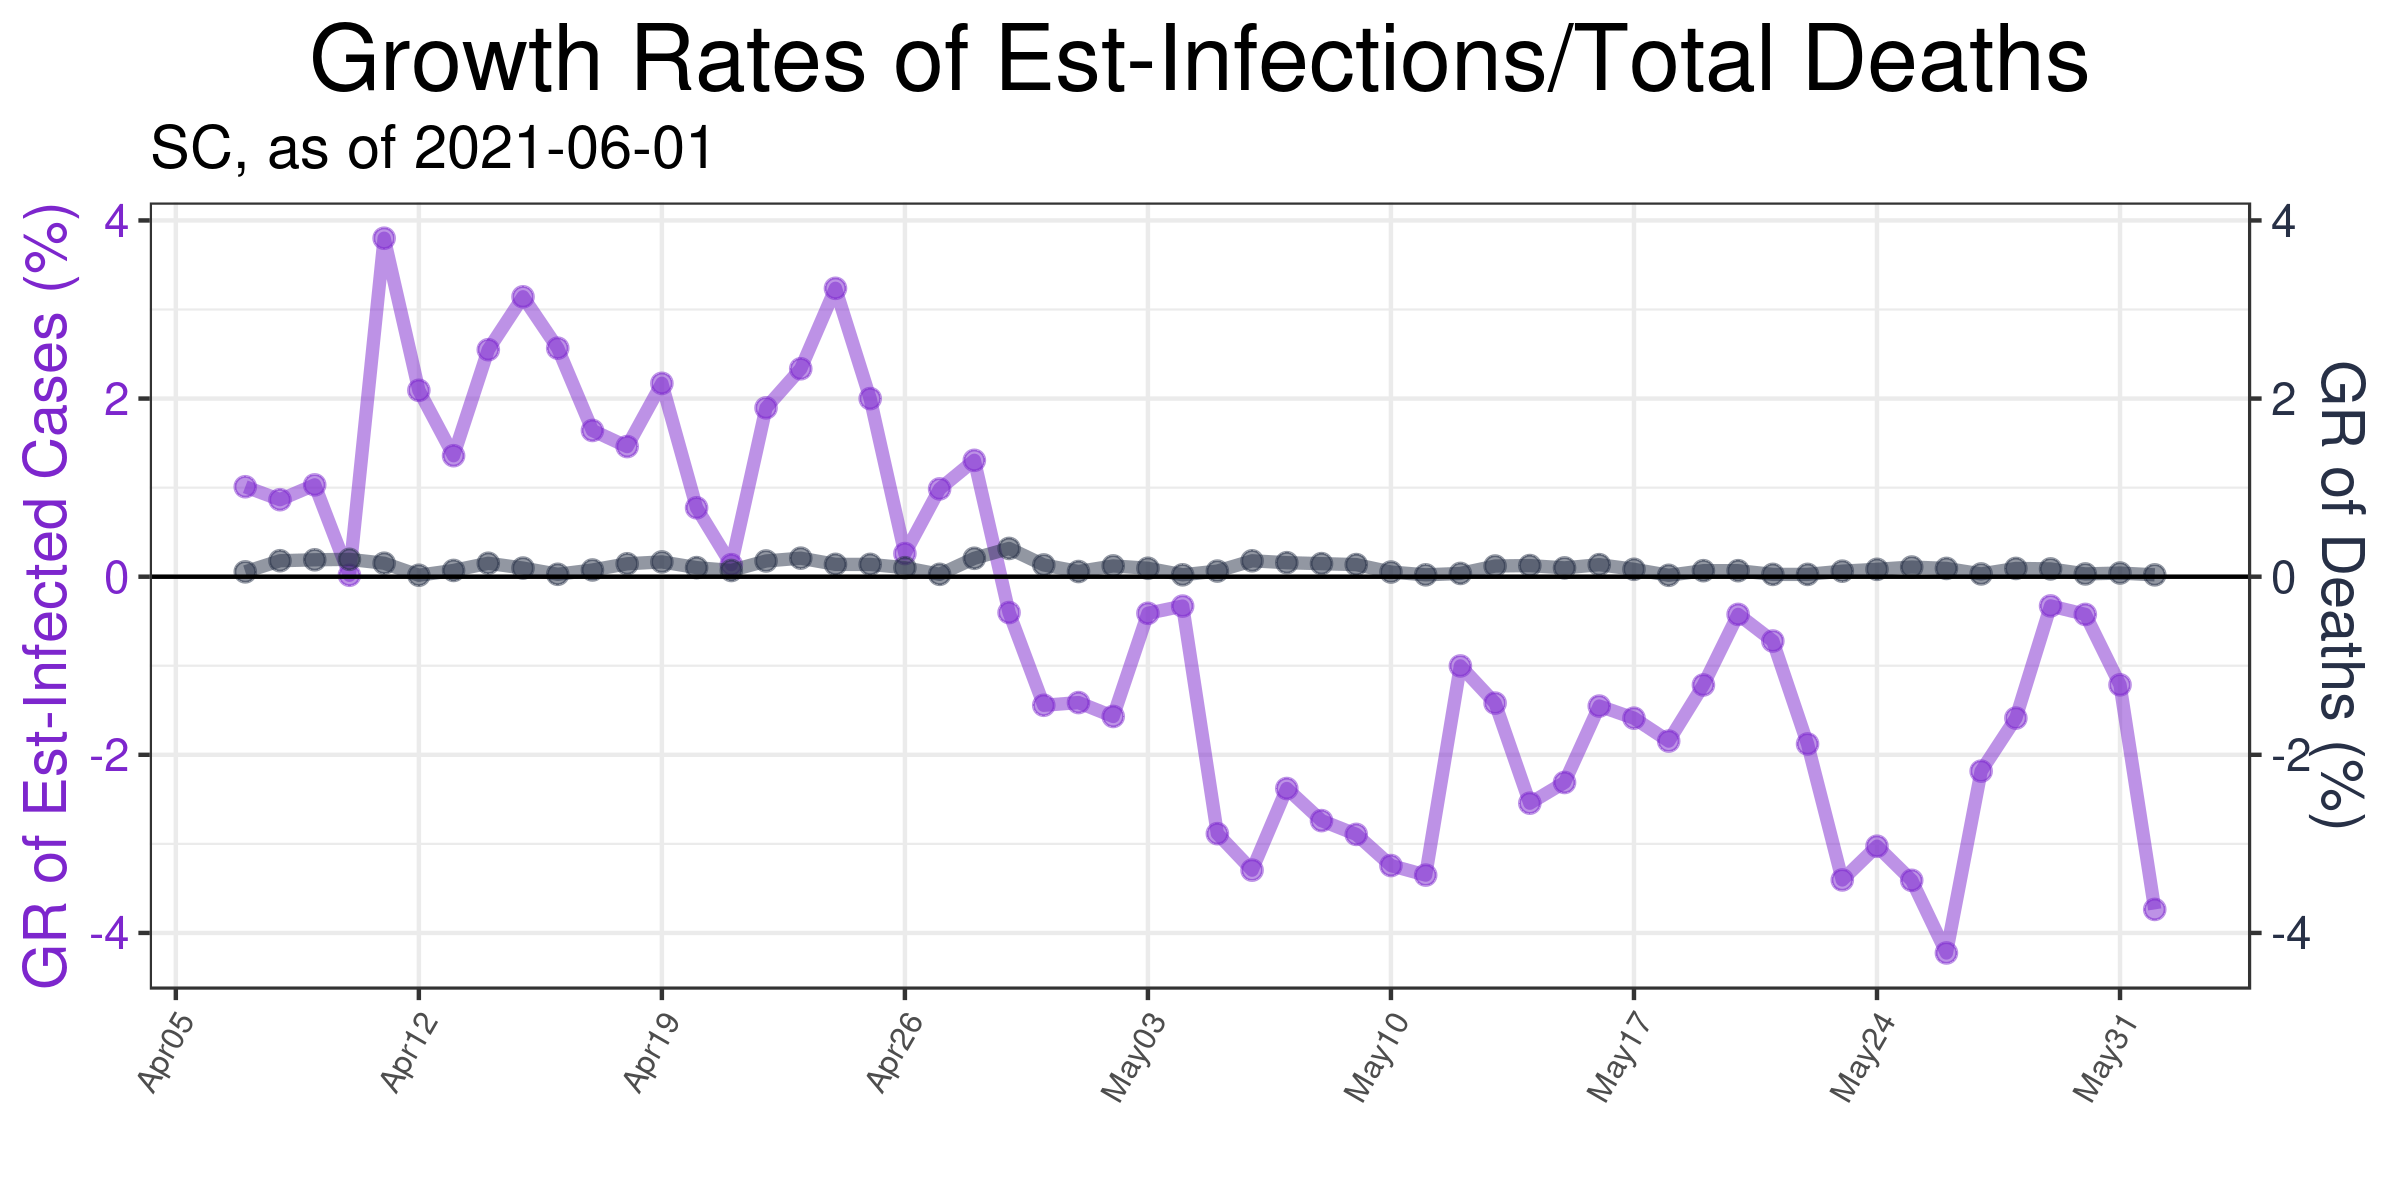 Growth Rates of Est-Infections/Total Deaths
SC, as of 2021-06-01
GR of Est-Infected Cases (%)
4
2
0
-2
-4
4
2
0
-2
-4
GR of Deaths (%)
Apr05
Apr12
Apr19
Apr26
May03
May10
May17
May24
May31